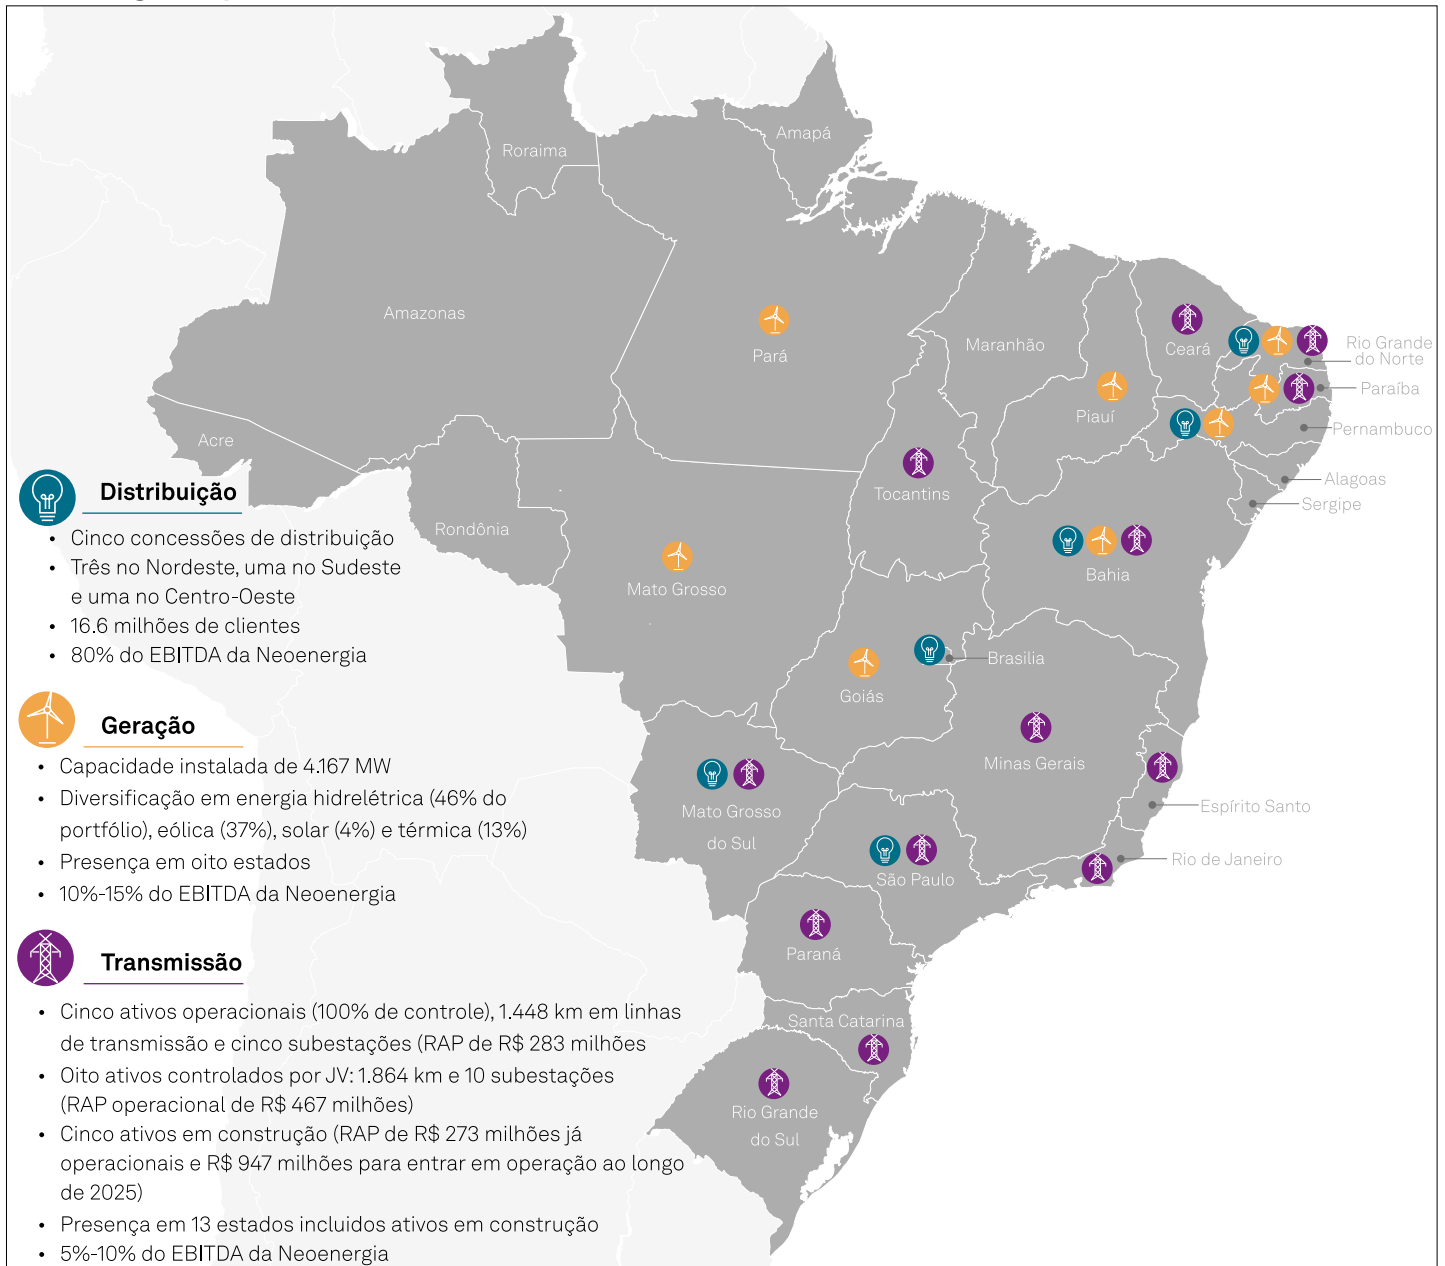 Roraima
Amapá
Amazonas
Pará
Maranhão
Ceará
Rio Grande
do Norte
Piauí
Paraíba
Pernambuco
Acre
Tocantins
Alagoas
Sergipe
Rondônia
Mato Grosso
Bahia
Brasilia
Goiás
Minas Gerais
Mato Grosso
do Sul
Espírito Santo
São Paulo
Rio de Janeiro
Paraná
Santa Catarina
Rio Grande
do Sul
Distribuição
• Cinco concessões de distribuição
• Três no Nordeste, uma no Sudeste
e uma no Centro-Oeste
• 16.6 milhões de clientes
• 80% do EBITDA da Neoenergia
Geração
• Capacidade instalada de 4.167 MW
• Diversificação em energia hidrelétrica (46% do
portfólio), eólica (37%), solar (4%) e térmica (13%)
• Presença em oito estados
• 10%-15% do EBITDA da Neoenergia
Transmissão
• Cinco ativos operacionais (100% de controle), 1.448 km em linhas
de transmissão e cinco subestações (RAP de R$ 283 milhões
• Oito ativos controlados por JV: 1.864 km e 10 subestações
(RAP operacional de R$ 467 milhões)
• Cinco ativos em construção (RAP de R$ 273 milhões já
operacionais e R$ 947 milhões para entrar em operação ao longo
de 2025)
• Presença em 13 estados incluidos ativos em construção
• 5%-10% do EBITDA da Neoenergia